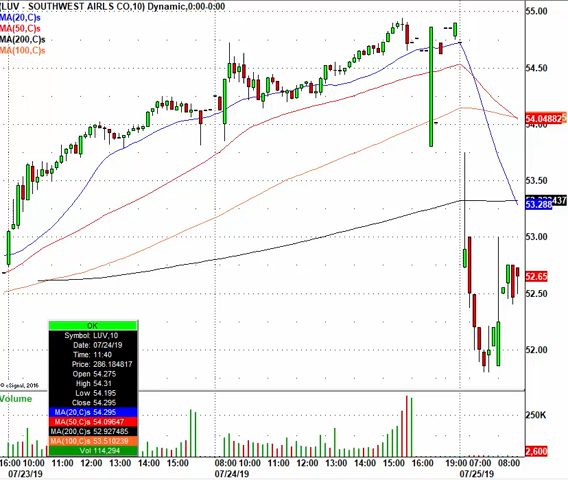 (LUV - SOUTHWEST AIRLS CO,10) Dynamic,0:00-0:00
MA(20,C)s
MA(50,C)s
MA(200,C)s
MA(100,C)s
55.00
54.50
54.04882
54.00
53.50
437
53.288
53.00
52.65
52.50
52.00
OK
Symbol: LUV,10
Date: 07/24/19
Time: 11:40
Price: 286.184817
Open 54.275
High 54.31
Low 54.195
Close 54.295
MA(20,C)s 54.295
MA(50,C)s 54.09647
MA(200,C)s 52.927485
MA(100,C)s 53.510239
Vol 114,294
© eSignal, 2016
Volume
250K
2,600
16:00 10:00 11:00 12:00 13:00 14:00 15:00 08:00 09:00 10:00 11:00 12:00 13:00 14:00 15:00 16:00 19:00 07:00 08:00
07/23/19 07/24/19 07/25/19